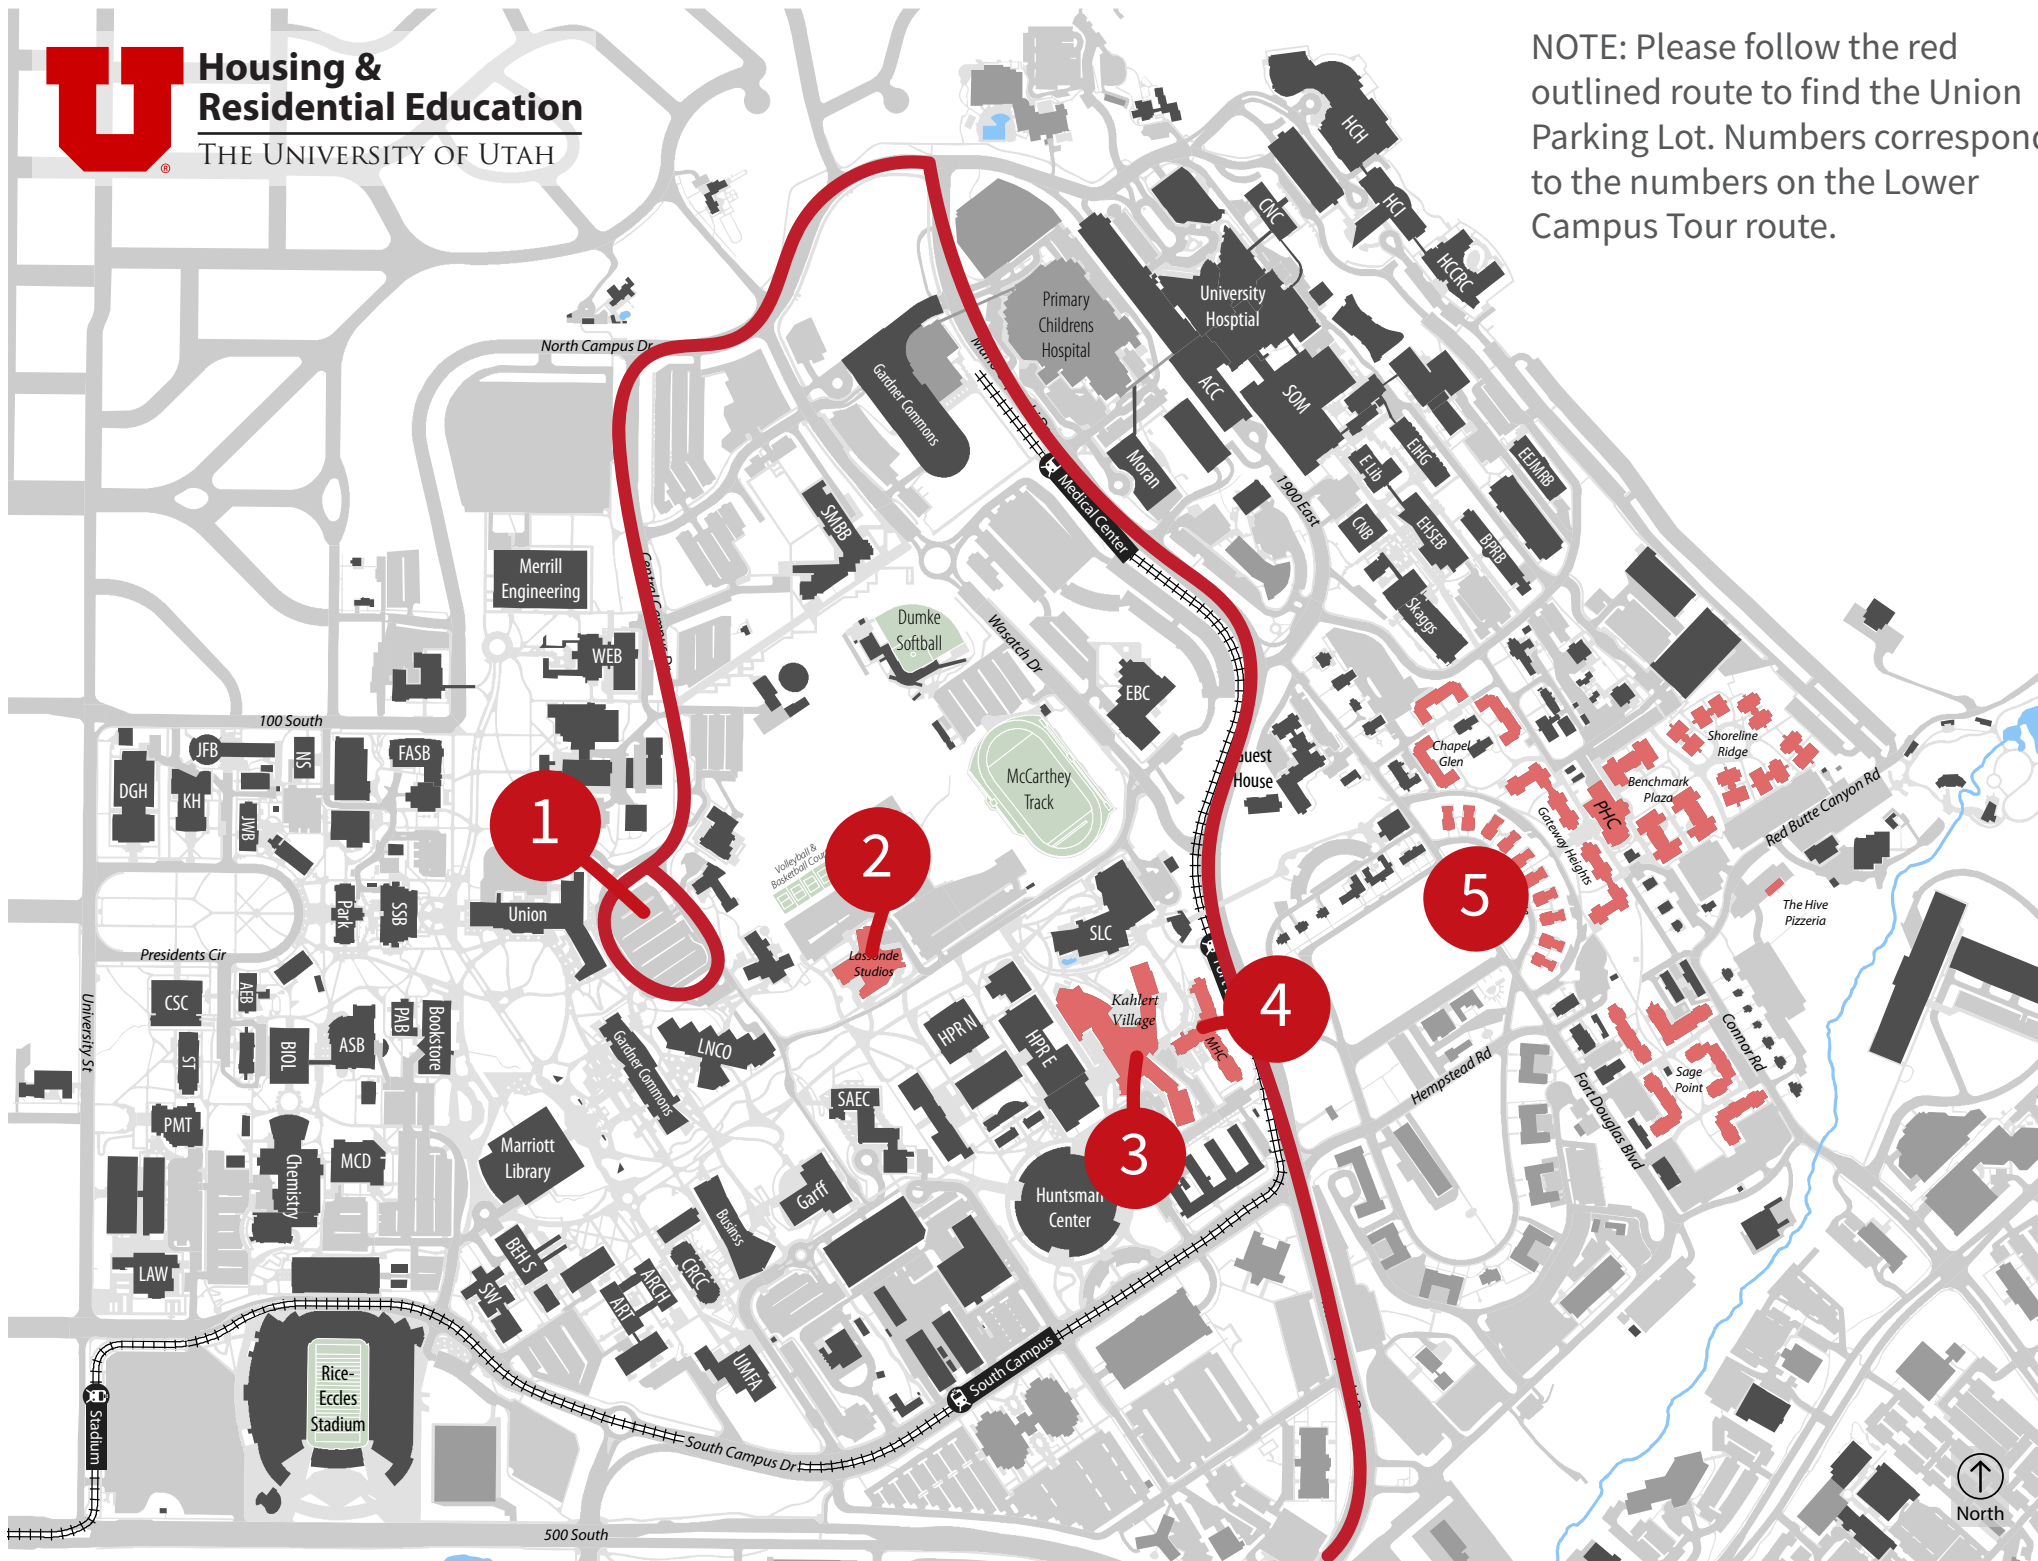 Housing &
Residential Education
THE UNIVERSITY OF UTAH
®
NOTE: Please follow the red
outlined route to find the Union
Parking Lot. Numbers correspond
to the numbers on the Lower
Campus Tour route.
HCH
HCI
CNC
HCCRC
University
Hosptial
Primary
Childrens
Hospital
North Campus Dr
Gardner Commons
ACC
SOM
Moran
Medical Center
1900 East
E Lib
EIHG
EEJMRB
CNB
EHSEB
BPRB
Skaggs
SMBB
Merrill
Engineering
WEB
Central Campus Dr
Dumke
Softball
Wasatch Dr
EBC
McCarthey
Track
House
Chapel
Glen
Shoreline
Ridge
Benchmark
Plaza
PHC
Gateway Heights
Red Butte Canyon Rd
The Hive
Pizzeria
100 South
JFB
NS
FASB
DGH
KH
JWB
1
2
3
4
5
Volleyball &
Park
SSB
Union
Presidents Cir
Lassonde
Studios
SLC
Kahlert
Village
MHC
CSC
AEB
PAB
Bookstore
University St
ST
BIOL
ASB
Gardner Commons
LNCO
HPR N
HPR E
Hempstead Rd
Fort Douglas Blvd
Connor Rd
Sage
Point
PMT
Chemistry
MCD
Marriott
Library
SAEC
Garff
Huntsman
Center
LAW
BEH S
SW
Businss
CRCC
ARCH
ART
UMFA
Rice-
Eccles
Stadium
Stadium
South Campus
South Campus Dr
500 South
North